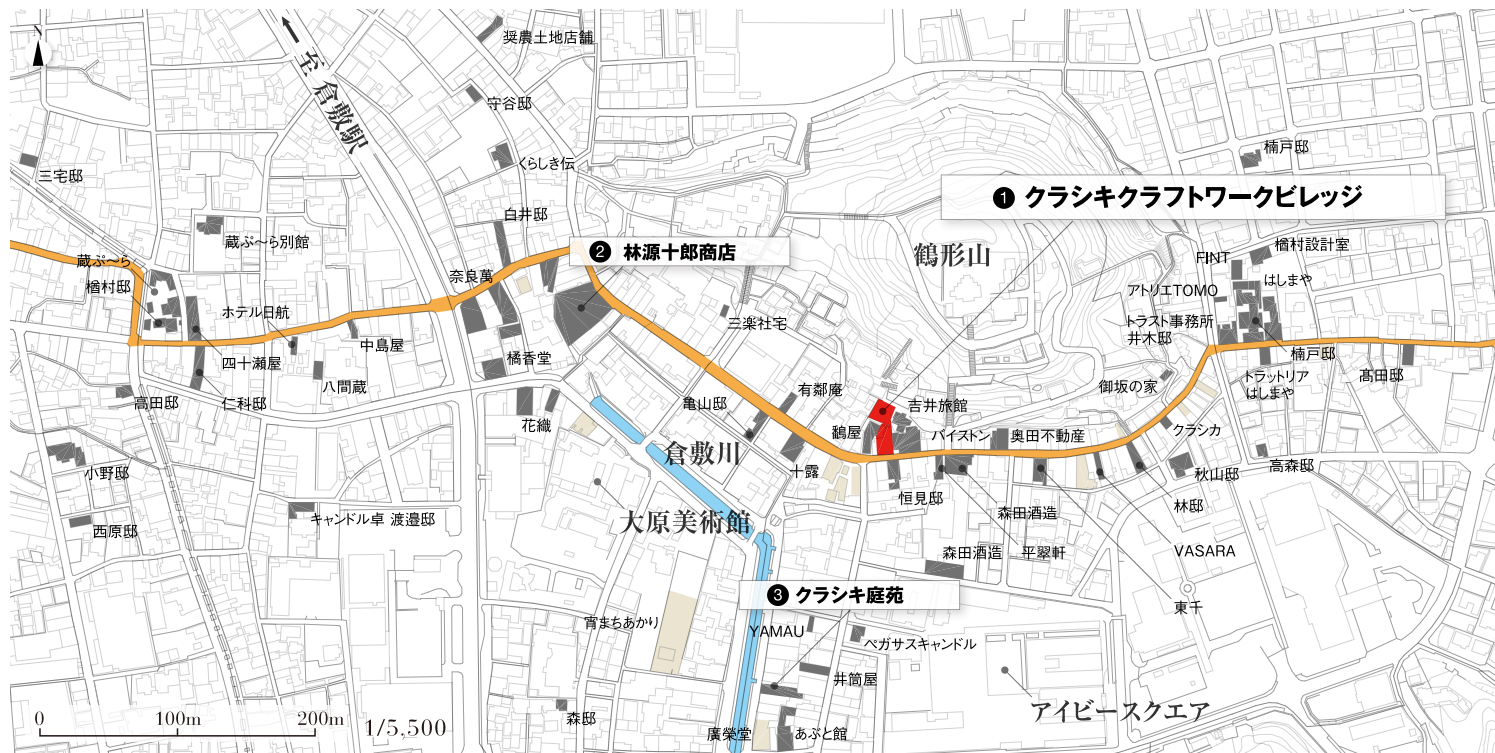 N
奨農土地店舗
至 倉敷駅
守谷邸
くらしき伝
三宅邸
楠戸邸
❶ クラシキクラフトワークビレッジ
白井邸
蔵ぷ〜ら別館
❷ 林源十郎商店
鶴形山
楢村設計室
FINT
蔵ぷ〜ら
奈良萬
はしまや
楢村邸
アトリエTOMO
ホテル日航
三楽社宅
トラスト事務所
井木邸
中島屋
四十瀬屋
橘香堂
楠戸邸
トラットリア
はしまや
髙田邸
八間蔵
有鄰庵
御坂の家
高田邸
仁科邸
亀山邸
吉井旅館
花織
鶴屋
バイストン
奥田不動産
クラシカ
倉敷川
小野邸
十露
秋山邸
高森邸
恒見邸
林邸
森田酒造
キャンドル卓 渡邉邸
大原美術館
西原邸
森田酒造
平翠軒
VASARA
❸ クラシキ庭苑
東千
宵まちあかり
YAMAU
ペガサスキャンドル
井筒屋
アイビースクエア
森邸
廣榮堂
あぶと館
0
100m
200m
1/5,500